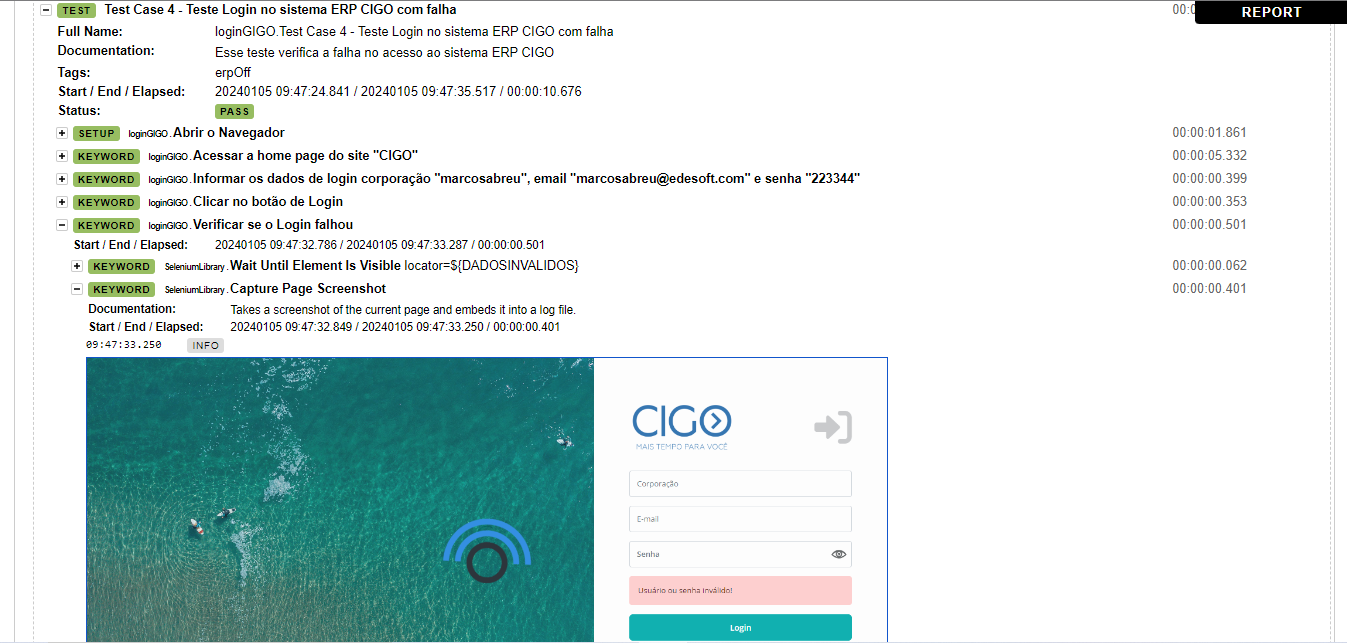 TEST Test Case 4 - Teste Login no sistema ERP CIGO com falha 00:0
REPORT
Full Name: loginGIGO.Test Case 4 - Teste Login no sistema ERP CIGO com falha
Documentation: Esse teste verifica a falha no acesso ao sistema ERP CIGO
Tags: erpOff
Start / End / Elapsed: 20240105 09:47:24.841 / 20240105 09:47:35.517 / 00:00:10.676
Status: PASS
SETUP loginGIGO.Abrir o Navegador 00:00:01.861
KEYWORD loginGIGO.Acessar a home page do site "CIGO" 00:00:05.332
KEYWORD loginGIGO.Informar os dados de login corporação "marcosabreu", email "marcosabreu@edesoft.com" e senha "223344" 00:00:00.399
KEYWORD loginGIGO.Clicar no botão de Login 00:00:00.353
KEYWORD loginGIGO.Verificar se o Login falhou 00:00:00.501
Start / End / Elapsed: 20240105 09:47:32.786 / 20240105 09:47:33.287 / 00:00:00.501
KEYWORD SeleniumLibrary.Wait Until Element Is Visible locator=${DADOSINVALIDOS} 00:00:00.062
KEYWORD SeleniumLibrary.Capture Page Screenshot 00:00:00.401
Documentation: Takes a screenshot of the current page and embeds it into a log file.
Start / End / Elapsed: 20240105 09:47:32.849 / 20240105 09:47:33.250 / 00:00:00.401
09:47:33.250 INFO
CIGO
MAIS TEMPO PARA VOCÊ
Corporação
E-mail
Senha
Usuário ou senha inválido!
Login